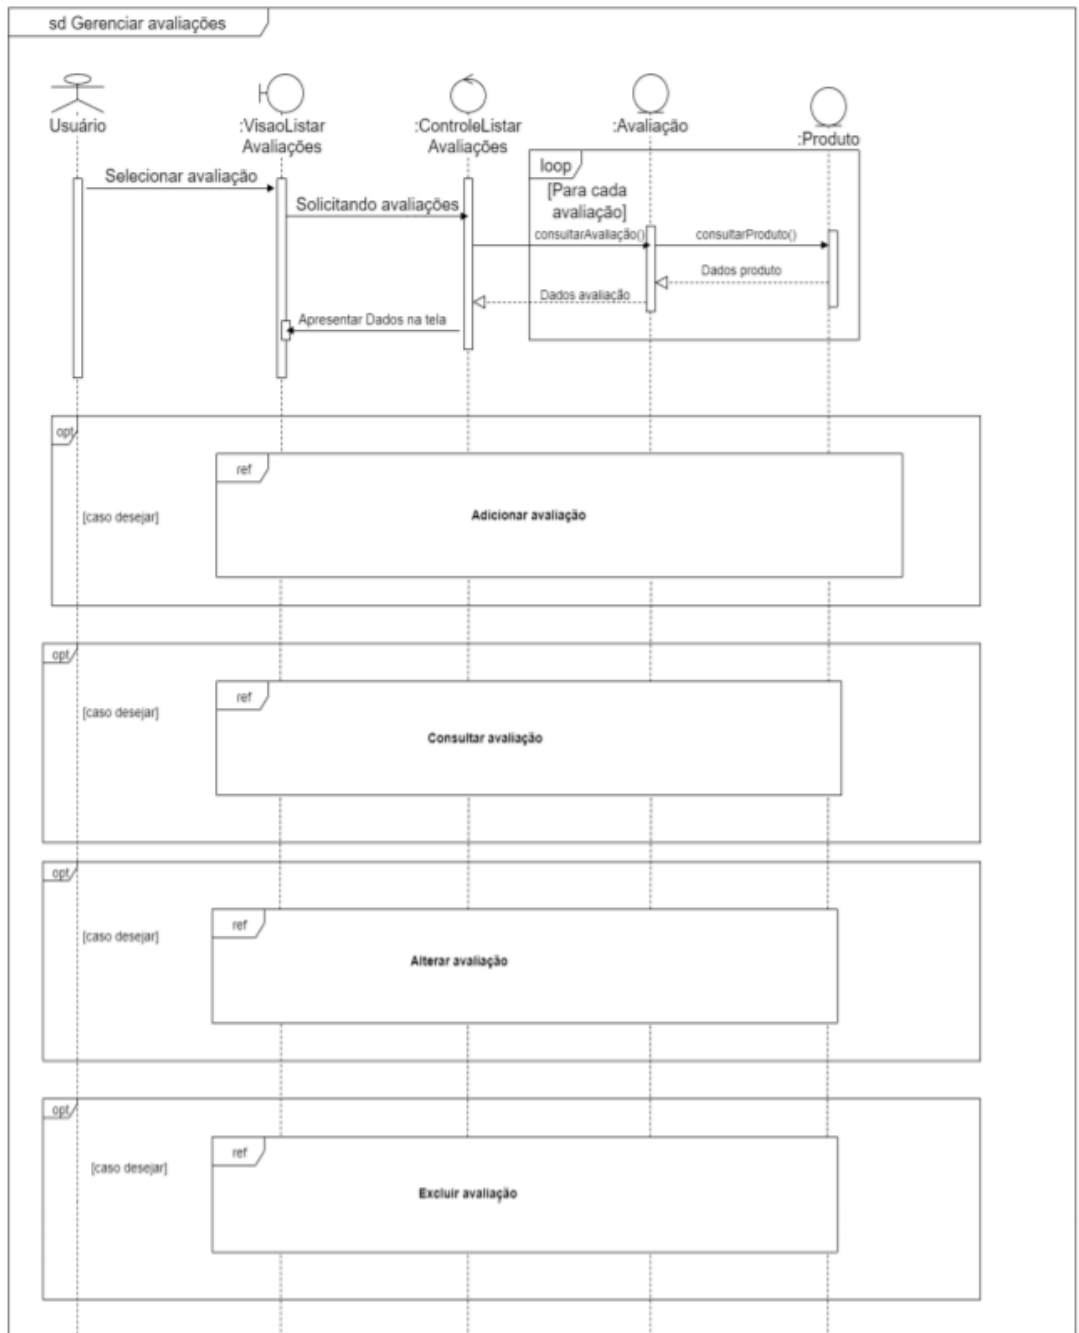 sd Gerenciar avaliações
Usuário
:VisaoListar
Avaliações
:ControleListar
Avaliações
:Avaliação
:Produto
loop
[Para cada
avaliação]
Selecionar avaliação
Solicitando avaliações
consultarAvaliação()
consultarProduto()
Dados produto
Dados avaliação
Apresentar Dados na tela
opt
ref
[caso desejar]
Adicionar avaliação
opt
ref
[caso desejar]
Consultar avaliação
opt
ref
[caso desejar]
Alterar avaliação
opt
ref
[caso desejar]
Excluir avaliação